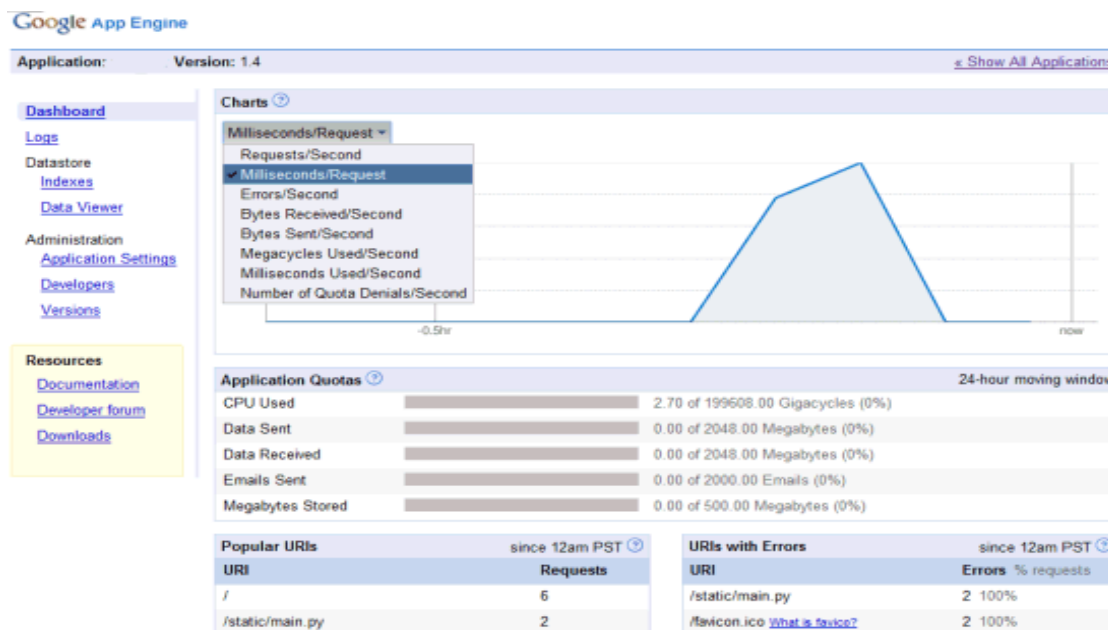 Google App Engine
Application: Version: 1.4 « Show All Applications
Dashboard
Logs
Datastore
Indexes
Data Viewer
Administration
Application Settings
Developers
Versions
Resources
Documentation
Developer forum
Downloads
Charts ?
Milliseconds/Request
Requests/Second
Milliseconds/Request
Errors/Second
Bytes Received/Second
Bytes Sent/Second
Megacycles Used/Second
Milliseconds Used/Second
Number of Quota Denials/Second
-0.5hr now
Application Quotas ? 24-hour moving window
CPU Used 2.70 of 199608.00 Gigacycles (0%)
Data Sent 0.00 of 2048.00 Megabytes (0%)
Data Received 0.00 of 2048.00 Megabytes (0%)
Emails Sent 0.00 of 2000.00 Emails (0%)
Megabytes Stored 0.00 of 500.00 Megabytes (0%)
Popular URIs since 12am PST ?
URI Requests
/ 6
/static/main.py 2
URIs with Errors since 12am PST ?
URI Errors % requests
/static/main.py 2 100%
/favicon.ico What is favico? 2 100%